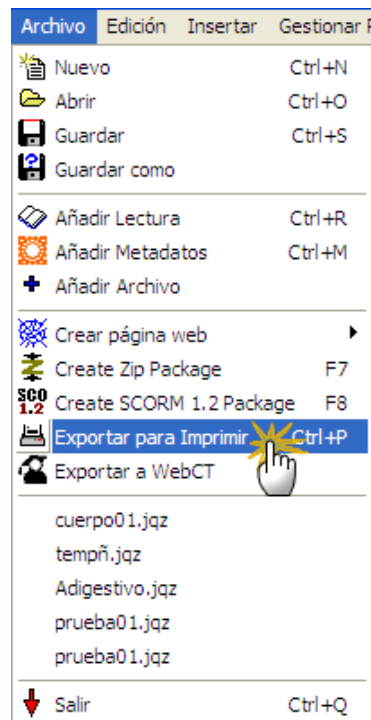 Archivo Edición Insertar Gestionar
Nuevo Ctrl+N
Abrir Ctrl+O
Guardar Ctrl+S
Guardar como
Añadir Lectura Ctrl+R
Añadir Metadatos Ctrl+M
Añadir Archivo
Crear página web
Create Zip Package F7
SCO 1.2 Create SCORM 1.2 Package F8
Exportar para Imprimir Ctrl+P
Exportar a WebCT
cuerpo01.jqz
tempñ.jqz
Adigestivo.jqz
prueba01.jqz
prueba01.jqz
Salir Ctrl+Q